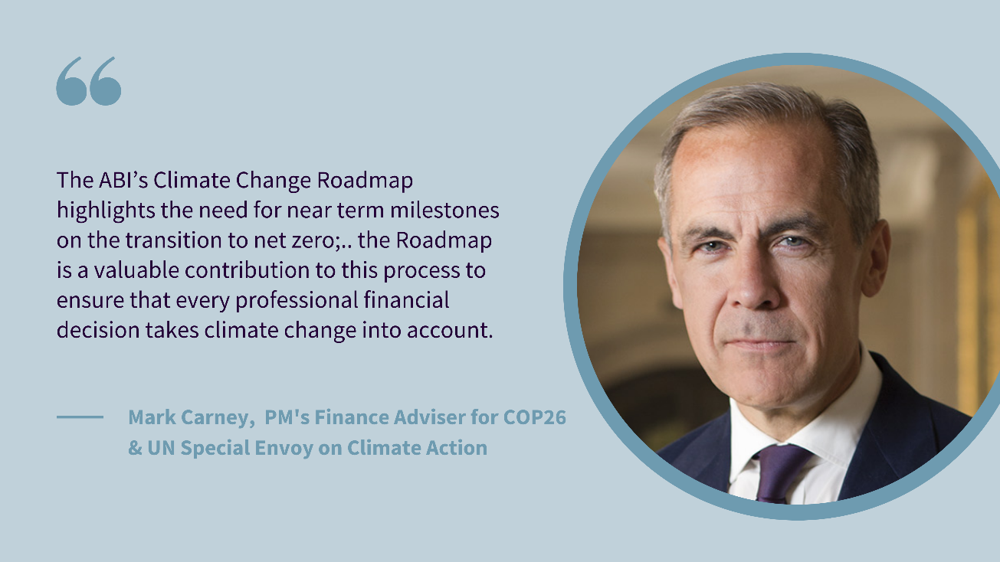 “
The ABI’s Climate Change Roadmap
highlights the need for near term milestones
on the transition to net zero;.. the Roadmap
is a valuable contribution to this process to
ensure that every professional financial
decision takes climate change into account.
Mark Carney,  PM's Finance Adviser for COP26
& UN Special Envoy on Climate Action